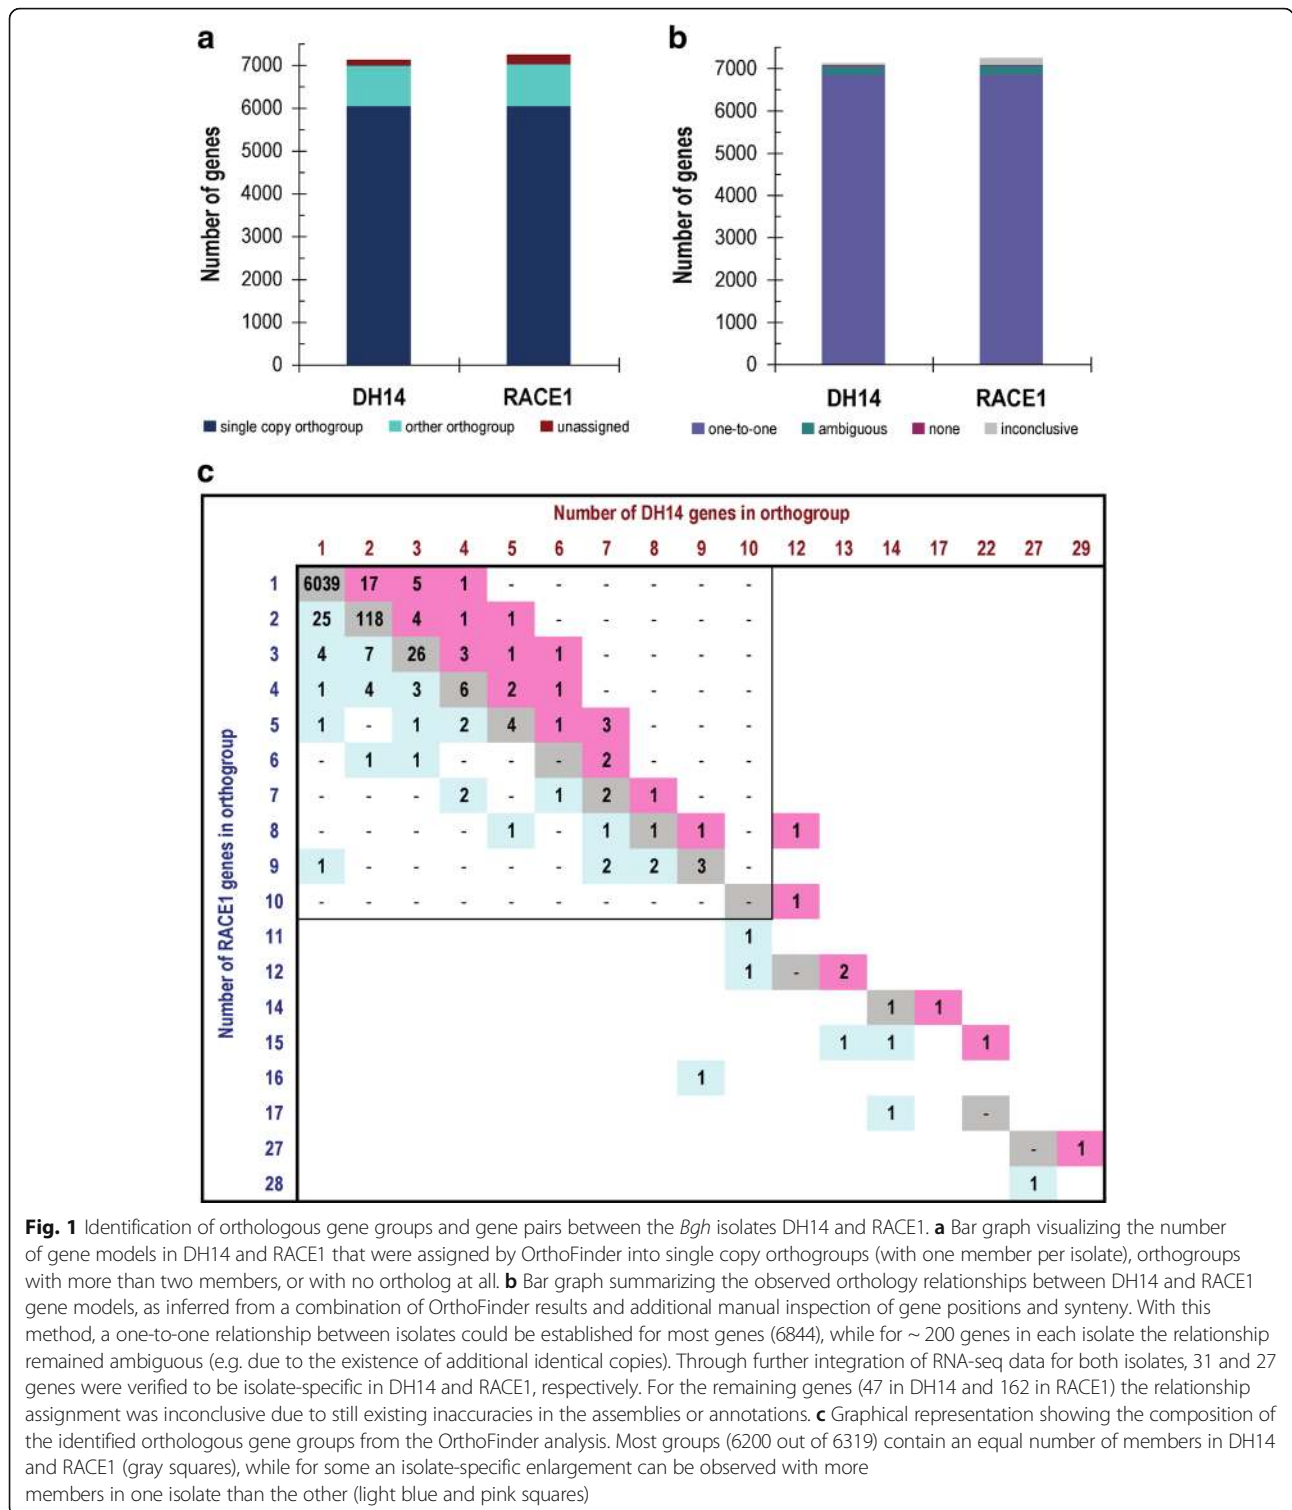 a
Number of genes
7000
6000
5000
4000
3000
2000
1000
0
DH14 RACE1
single copy orthogroup orther orthogroup unassigned
b
Number of genes
7000
6000
5000
4000
3000
2000
1000
0
DH14 RACE1
one-to-one ambiguous none inconclusive
c
Number of DH14 genes in orthogroup
1 2 3 4 5 6 7 8 9 10 12 13 14 17 22 27 29
Number of RACE1 genes in orthogroup
1 6039 17 5 1 - - - - - -
2 25 118 4 1 1 - - - - -
3 4 7 26 3 1 1 - - - -
4 1 4 3 6 2 1 - - - -
5 1 - 1 2 4 1 3 - - -
6 - 1 1 - - - 2 - - -
7 - - - 2 - 1 2 1 - -
8 - - - - 1 - 1 1 1 - 1
9 1 - - - - - 2 2 3 -
10 - - - - - - - - - - 1
11 1
12 1 - 2
14 1 1
15 1 1 1
16 1
17 1 -
27 - 1
28 1
Fig. 1 Identification of orthologous gene groups and gene pairs between the Bgh isolates DH14 and RACE1. a Bar graph visualizing the number
of gene models in DH14 and RACE1 that were assigned by OrthoFinder into single copy orthogroups (with one member per isolate), orthogroups
with more than two members, or with no ortholog at all. b Bar graph summarizing the observed orthology relationships between DH14 and RACE1
gene models, as inferred from a combination of OrthoFinder results and additional manual inspection of gene positions and synteny. With this
method, a one-to-one relationship between isolates could be established for most genes (6844), while for ~ 200 genes in each isolate the relationship
remained ambiguous (e.g. due to the existence of additional identical copies). Through further integration of RNA-seq data for both isolates, 31 and 27
genes were verified to be isolate-specific in DH14 and RACE1, respectively. For the remaining genes (47 in DH14 and 162 in RACE1) the relationship
assignment was inconclusive due to still existing inaccuracies in the assemblies or annotations. c Graphical representation showing the composition of
the identified orthologous gene groups from the OrthoFinder analysis. Most groups (6200 out of 6319) contain an equal number of members in DH14
and RACE1 (gray squares), while for some an isolate-specific enlargement can be observed with more
members in one isolate than the other (light blue and pink squares)